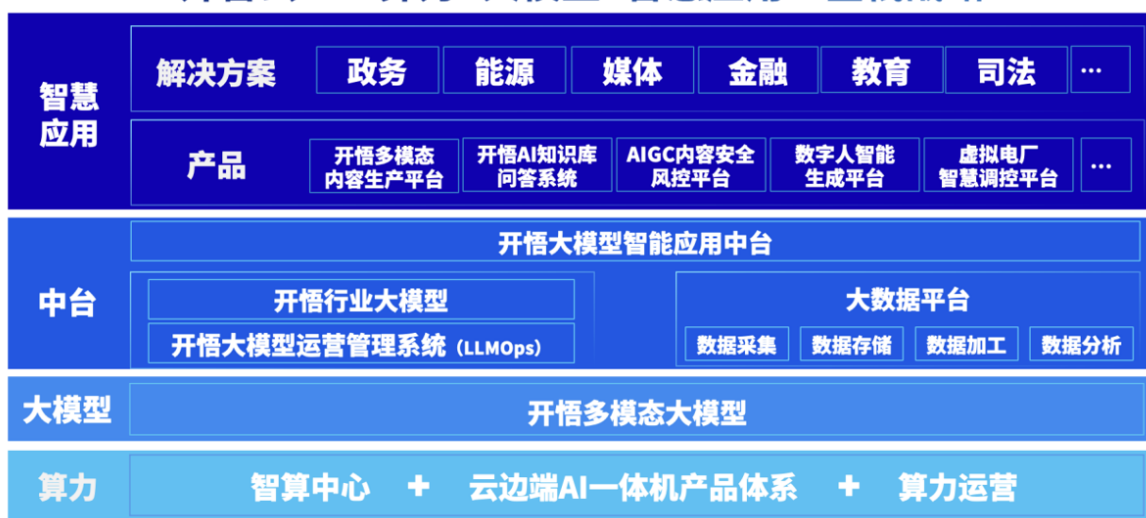 智慧
应用
解决方案
政务
能源
媒体
金融
教育
司法
...
产品
开悟多模态
内容生产平台
开悟AI知识库
问答系统
AIGC内容安全
风控平台
数字人智能
生成平台
虚拟电厂
智慧调控平台
...
中台
开悟大模型智能应用中台
开悟行业大模型
开悟大模型运营管理系统（LLMOps）
大数据平台
数据采集
数据存储
数据加工
数据分析
大模型
开悟多模态大模型
算力
智算中心 + 云边端AI一体机产品体系 + 算力运营